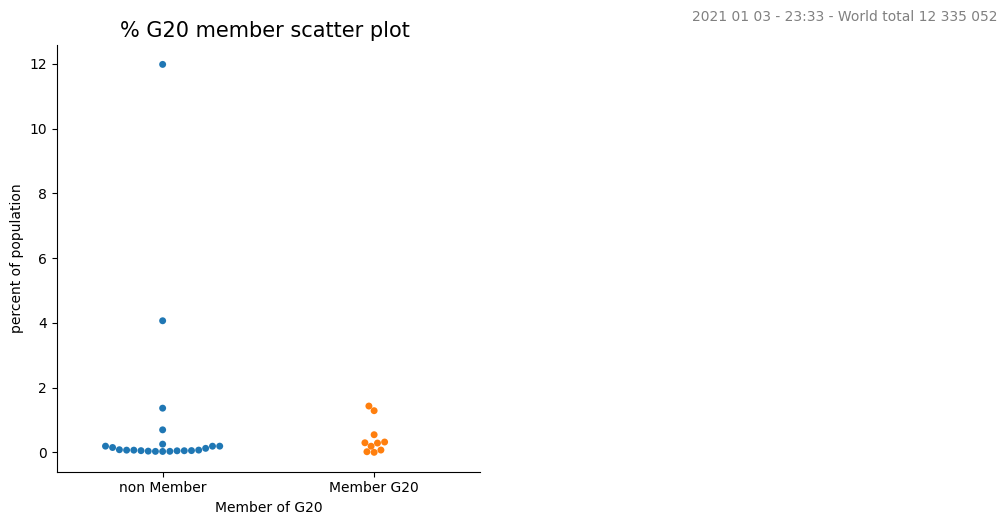 2021 01 03 - 23:33 - World total 12 335 052
% G20 member scatter plot
percent of population
12
10
8
6
4
2
0
non Member
Member G20
Member of G20